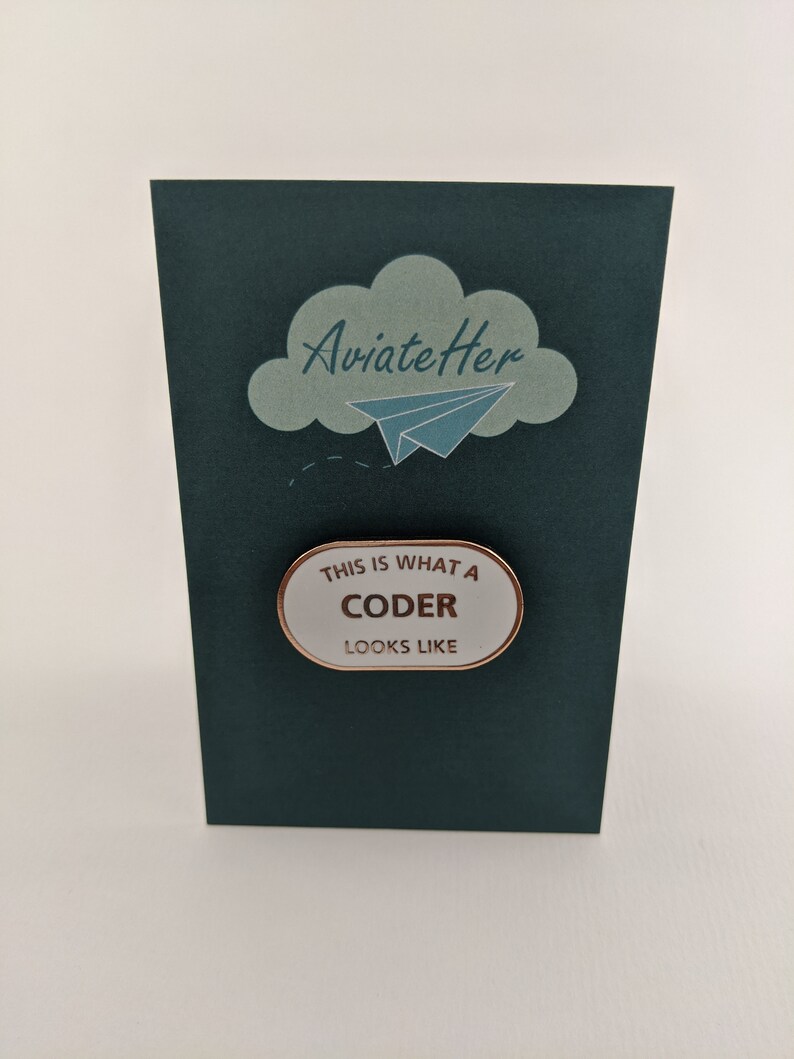 AviateHer
THIS IS WHAT A
CODER
LOOKS LIKE